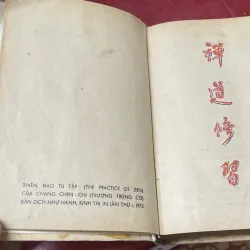 THIỀN ĐẠO TU TẬP (THE PRACTICE OF ZEN)
CỦA CHANG CHEN-CHI (TRƯƠNG TRỪNG CƠ)
BẢN DỊCH NHƯ HẠNH, KINH THI IN LẦN THỨ I, 1972
禪
道
修
習